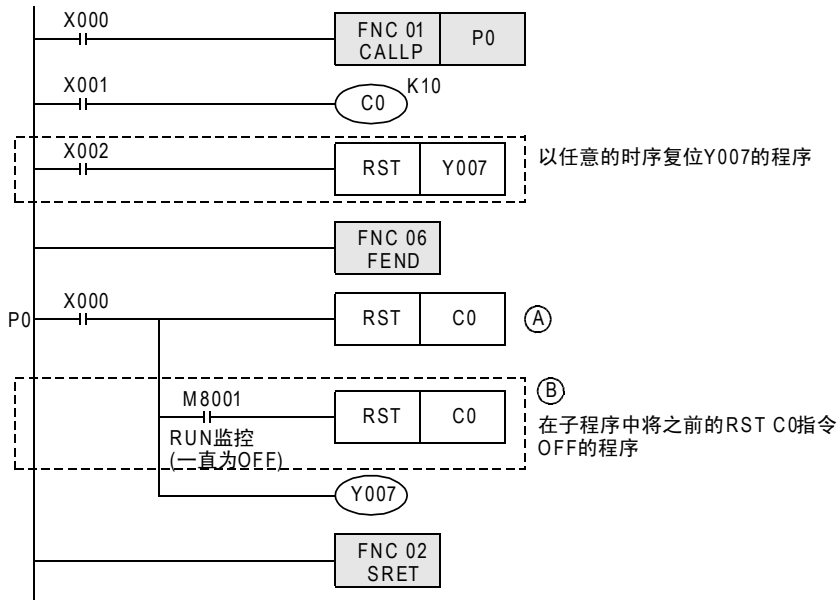 X000
FNC 01
CALLP
P0
X001
C0
K10
X002
RST
Y007
以任意的时序复位Y007的程序
FNC 06
FEND
P0
X000
RST
C0
Ⓐ
M8001
RUN监控
(一直为OFF)
RST
C0
Ⓑ
在子程序中将之前的RST C0指令
OFF的程序
Y007
FNC 02
SRET